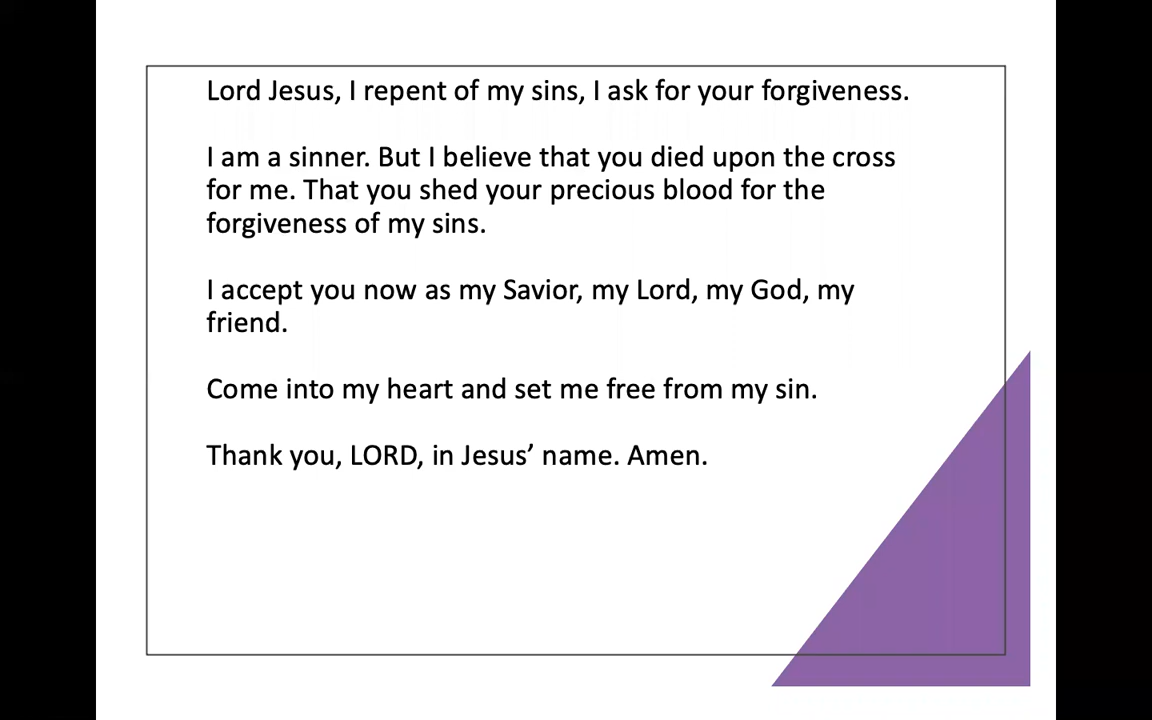 Lord Jesus, I repent of my sins, I ask for your forgiveness.
I am a sinner. But I believe that you died upon the cross
for me. That you shed your precious blood for the
forgiveness of my sins.
I accept you now as my Savior, my Lord, my God, my
friend.
Come into my heart and set me free from my sin.
Thank you, LORD, in Jesus’ name. Amen.